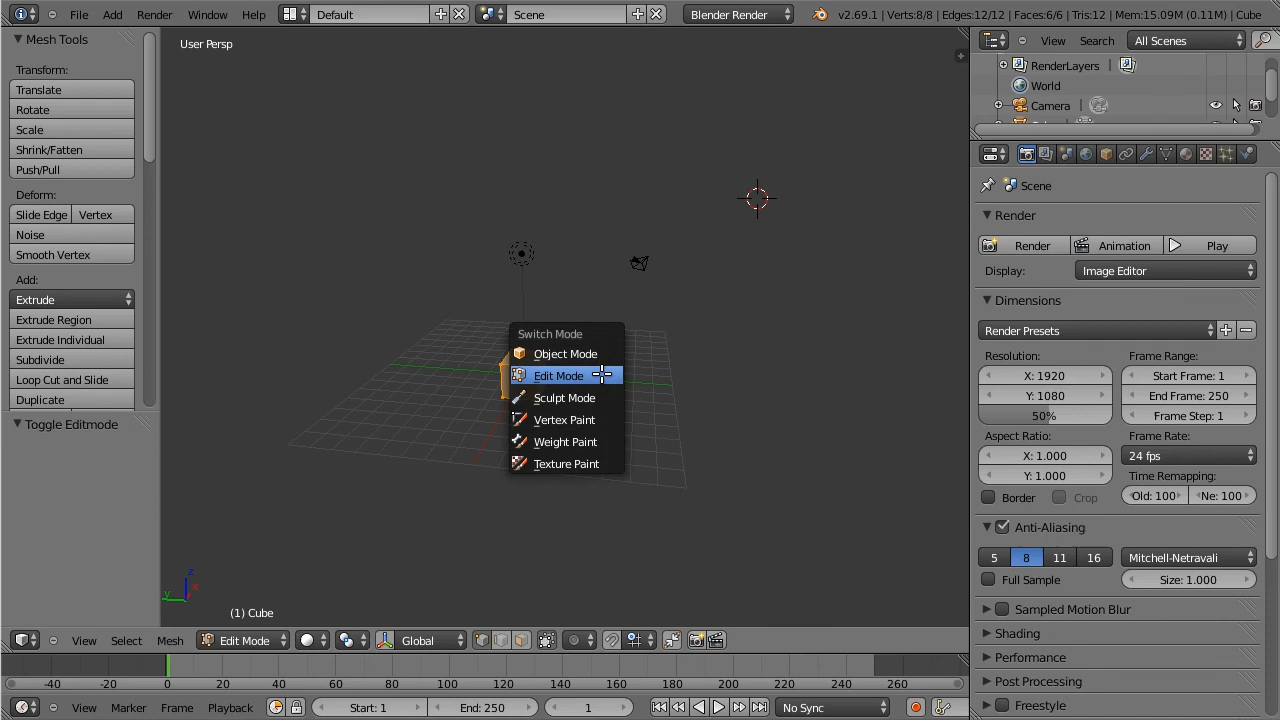 File Add Render Window Help Default Scene Blender Render v2.69.1 | Verts:8/8 | Edges:12/12 | Faces:6/6 | Tris:12 | Mem:15.09M (0.11M) | Cube
Mesh Tools
Transform:
Translate
Rotate
Scale
Shrink/Fatten
Push/Pull
Deform:
Slide Edge Vertex
Noise
Smooth Vertex
Add:
Extrude
Extrude Region
Extrude Individual
Subdivide
Loop Cut and Slide
Duplicate
Toggle Editmode
User Persp
Switch Mode
Object Mode
Edit Mode
Sculpt Mode
Vertex Paint
Weight Paint
Texture Paint
z
x
y
(1) Cube
View Select Mesh Edit Mode Global
-40 -20 0 20 40 60 80 100 120 140 160 180 200 220 240 260
View Marker Frame Playback Start: 1 End: 250 1 No Sync
View Search All Scenes
RenderLayers |
World
Camera |
Scene
Render
Render Animation Play
Display: Image Editor
Dimensions
Render Presets
Resolution: Frame Range:
X: 1920 Start Frame: 1
Y: 1080 End Frame: 250
50% Frame Step: 1
Aspect Ratio: Frame Rate:
X: 1.000 24 fps
Y: 1.000 Time Remapping:
Border Crop Old: 100 Ne: 100
Anti-Aliasing
5 8 11 16 Mitchell-Netravali
Full Sample Size: 1.000
Sampled Motion Blur
Shading
Performance
Post Processing
Freestyle